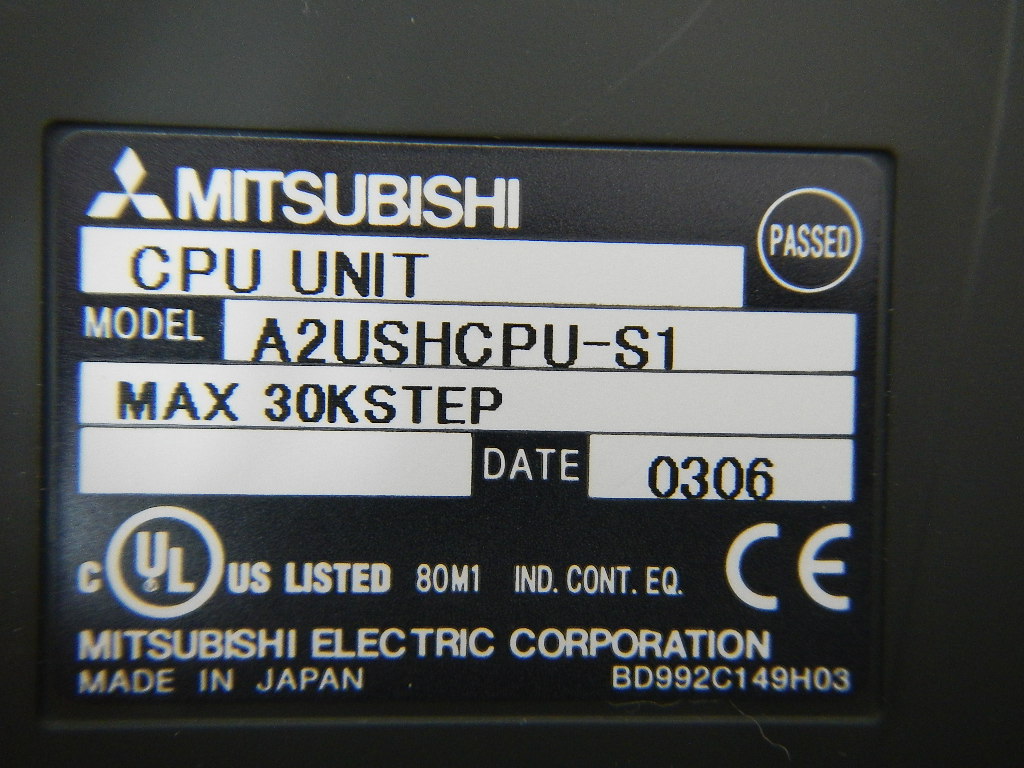 MITSUBISHI
PASSED
CPU UNIT
MODEL A2USHCPU-S1
MAX 30KSTEP
DATE 0306
C UL US LISTED 80M1 IND. CONT. EQ. CE
MITSUBISHI ELECTRIC CORPORATION
MADE IN JAPAN BD992C149H03